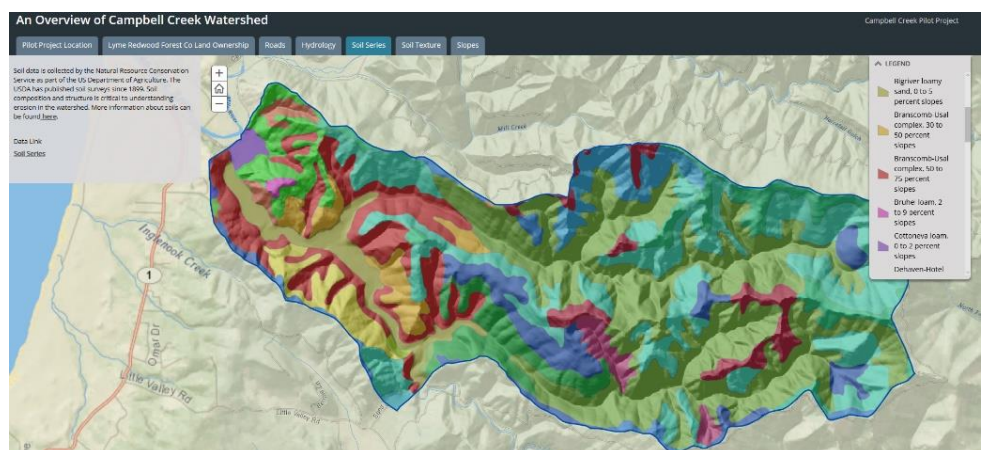 An Overview of Campbell Creek Watershed
Campbell Creek Pilot Project
Pilot Project Location
Lyme Redwood Forest Co Land Ownership
Roads
Hydrology
Soil Series
Soil Texture
Slopes
Soil data is collected by the Natural Resource Conservation
Service as part of the US Department of Agriculture. The
USDA has published soil surveys since 1899. Soil
composition and structure is critical to understanding
erosion in the watershed. More information about soils can
be found here.
Data Link
Soil Series
+
−
Mill Creek
Inglenook Creek
1
Omar Dr
Little Valley Rd
Little Valley Rd
LEGEND
Bigriver loamy
sand, 0 to 5
percent slopes
Branscomb-Usal
complex, 30 to
50 percent
slopes
Branscomb-Usal
complex, 50 to
75 percent
slopes
Bruhel loam, 2
to 9 percent
slopes
Cottoneva loam,
0 to 2 percent
slopes
Dehaven-Hotel